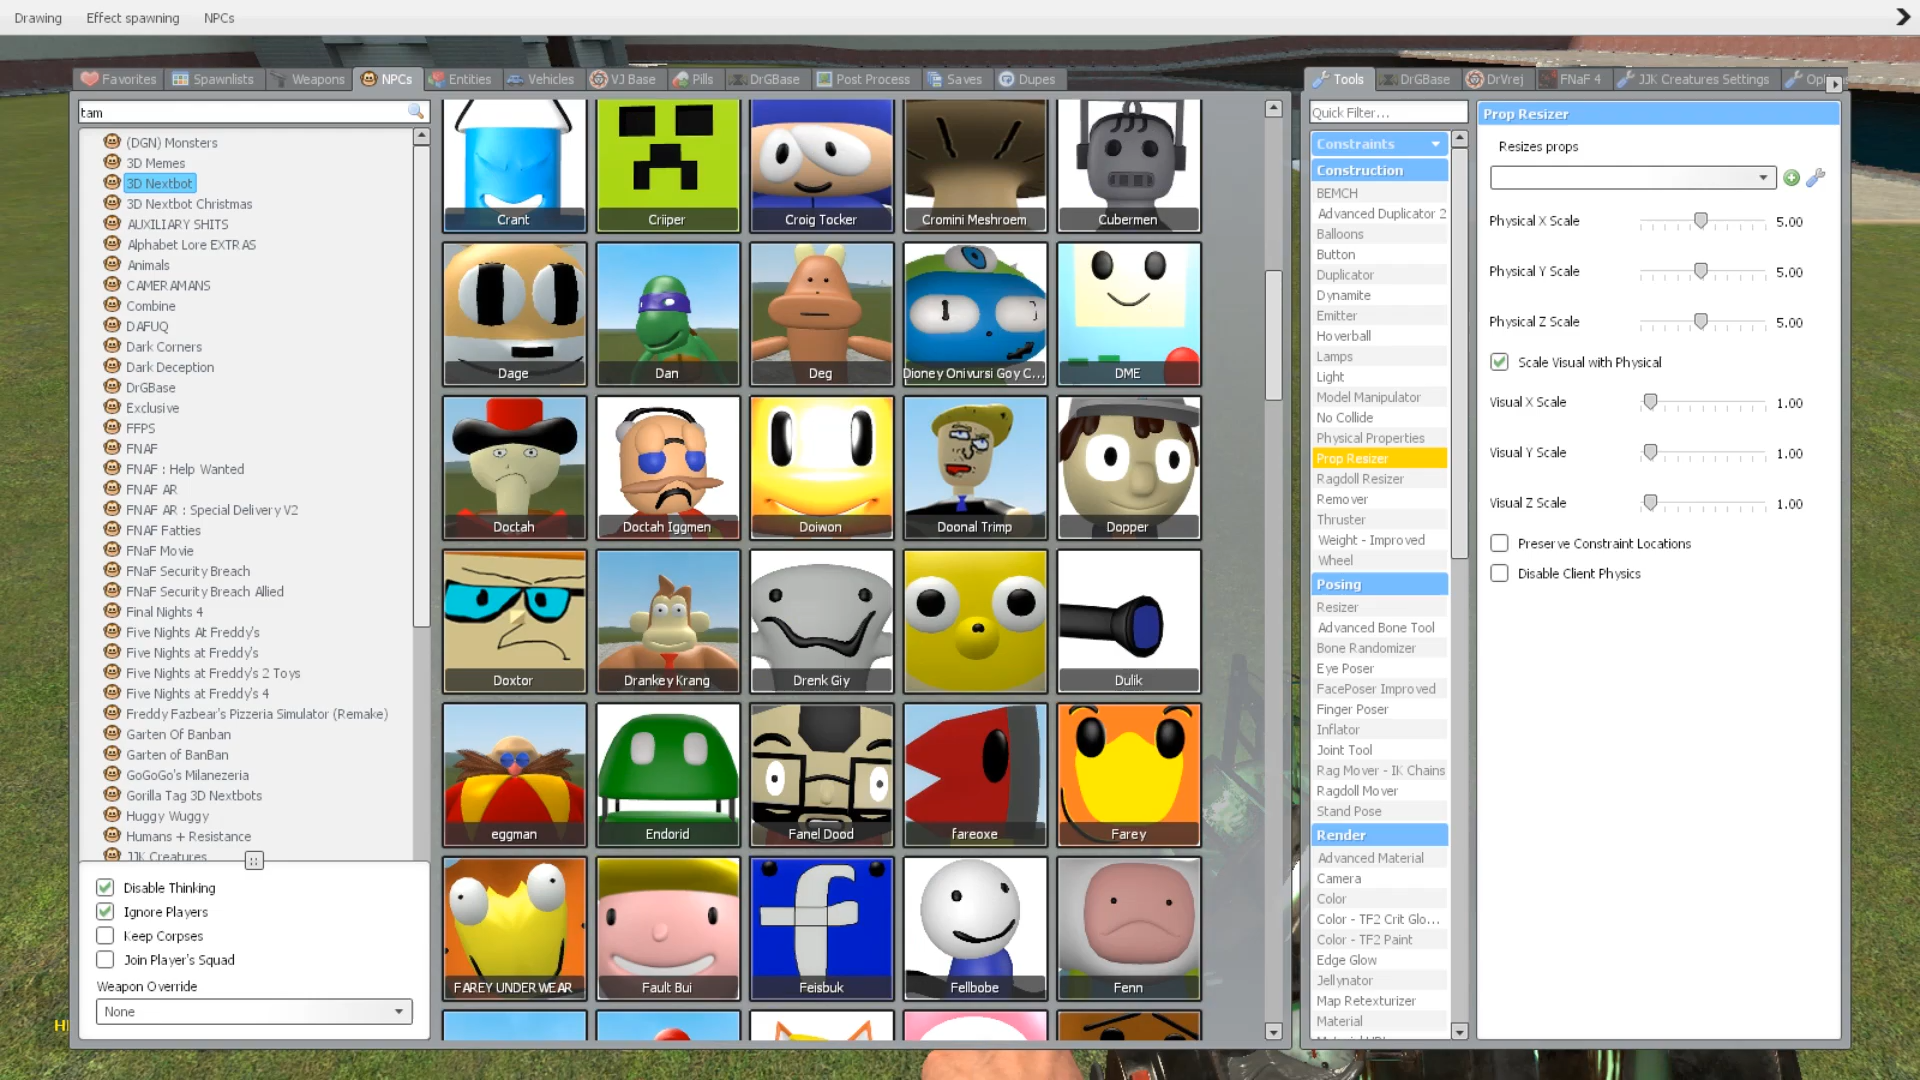 Drawing Effect spawning NPCs
Favorites Spawnlists Weapons NPCs Entities Vehicles VJ Base Pills DrGBase Post Process Saves Dupes
Tools DrGBase DrVrej FNaF 4 JJK Creatures Settings
tam
(DGN) Monsters
3D Memes
3D Nextbot
3D Nextbot Christmas
AUXILIARY SHITS
Alphabet Lore EXTRAS
Animals
CAMERAMANS
Combine
DAFUQ
Dark Corners
Dark Deception
DrGBase
Exclusive
FFPS
FNAF
FNAF : Help Wanted
FNAF AR
FNAF AR : Special Delivery V2
FNAF Fatties
FNaF Movie
FNaF Security Breach
FNaF Security Breach Allied
Final Nights 4
Five Nights At Freddy's
Five Nights at Freddy's
Five Nights at Freddy's 2 Toys
Five Nights at Freddy's 4
Freddy Fazbear's Pizzeria Simulator (Remake)
Garten Of Banban
Garten of BanBan
GoGoGo's Milanezeria
Gorilla Tag 3D Nextbots
Huggy Wuggy
Humans + Resistance
JJK Creatures
Disable Thinking
Ignore Players
Keep Corpses
Join Player's Squad
Weapon Override
None
Crant Criiper Croig Tocker Cromini Meshroem Cubermen
Dage Dan Deg Dioney Onivursi Goy C... DME
Doctah Doctah Iggmen Doiwon Doonal Trimp Dopper
Doxtor Drankey Krang Drenk Giy Dulik
eggman Endorid Fanel Dood fareoxe Farey
FAREY UNDERWEAR Fault Bui Feisbuk Fellbobe Fenn
Quick Filter...
Constraints
Construction
BEMCH
Advanced Duplicator 2
Balloons
Button
Duplicator
Dynamite
Emitter
Hoverball
Lamps
Light
Model Manipulator
No Collide
Physical Properties
Prop Resizer
Ragdoll Resizer
Remover
Thruster
Weight - Improved
Wheel
Posing
Resizer
Advanced Bone Tool
Bone Randomizer
Eye Poser
FacePoser Improved
Finger Poser
Inflator
Joint Tool
Rag Mover - IK Chains
Ragdoll Mover
Stand Pose
Render
Advanced Material
Camera
Color
Color - TF2 Crit Glo...
Color - TF2 Paint
Edge Glow
Jellynator
Map Retexturizer
Material
Prop Resizer
Resizes props
Physical X Scale 5.00
Physical Y Scale 5.00
Physical Z Scale 5.00
Scale Visual with Physical
Visual X Scale 1.00
Visual Y Scale 1.00
Visual Z Scale 1.00
Preserve Constraint Locations
Disable Client Physics